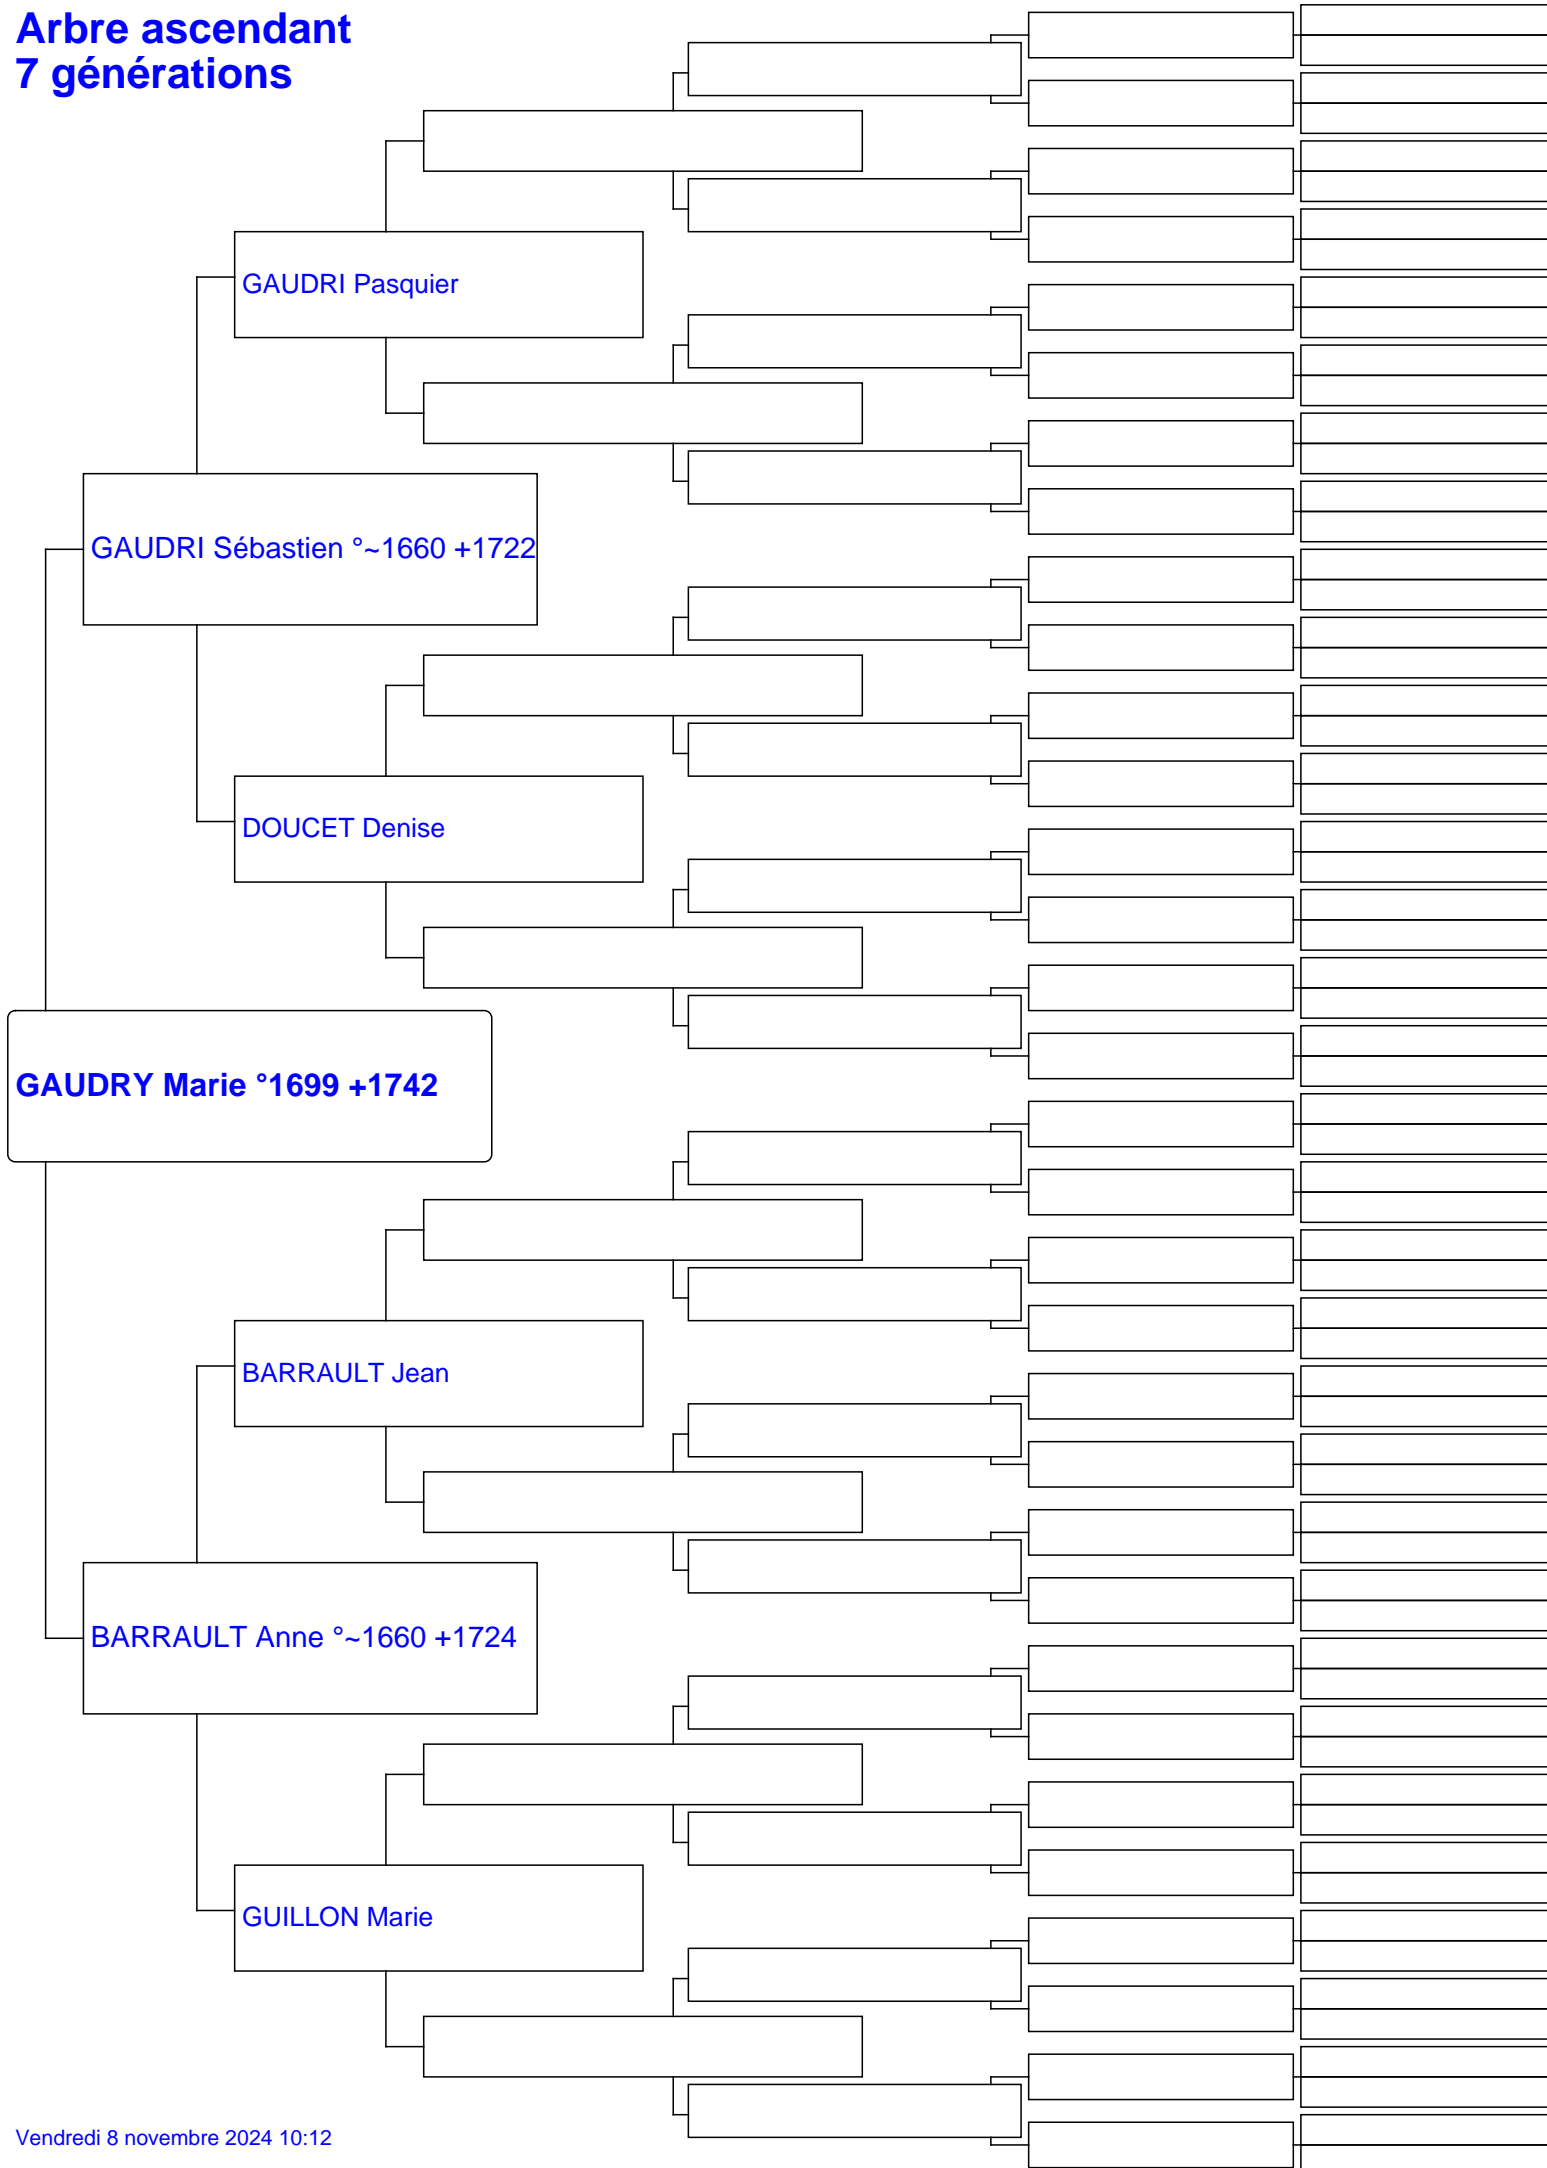 Arbre ascendant
7 générations
GAUDRI Pasquier
GAUDRI Sébastien °~1660 +1722
DOUCET Denise
GAUDRY Marie °1699 +1742
BARRAULT Jean
BARRAULT Anne °~1660 +1724
GUILLON Marie
Vendredi 8 novembre 2024 10:12